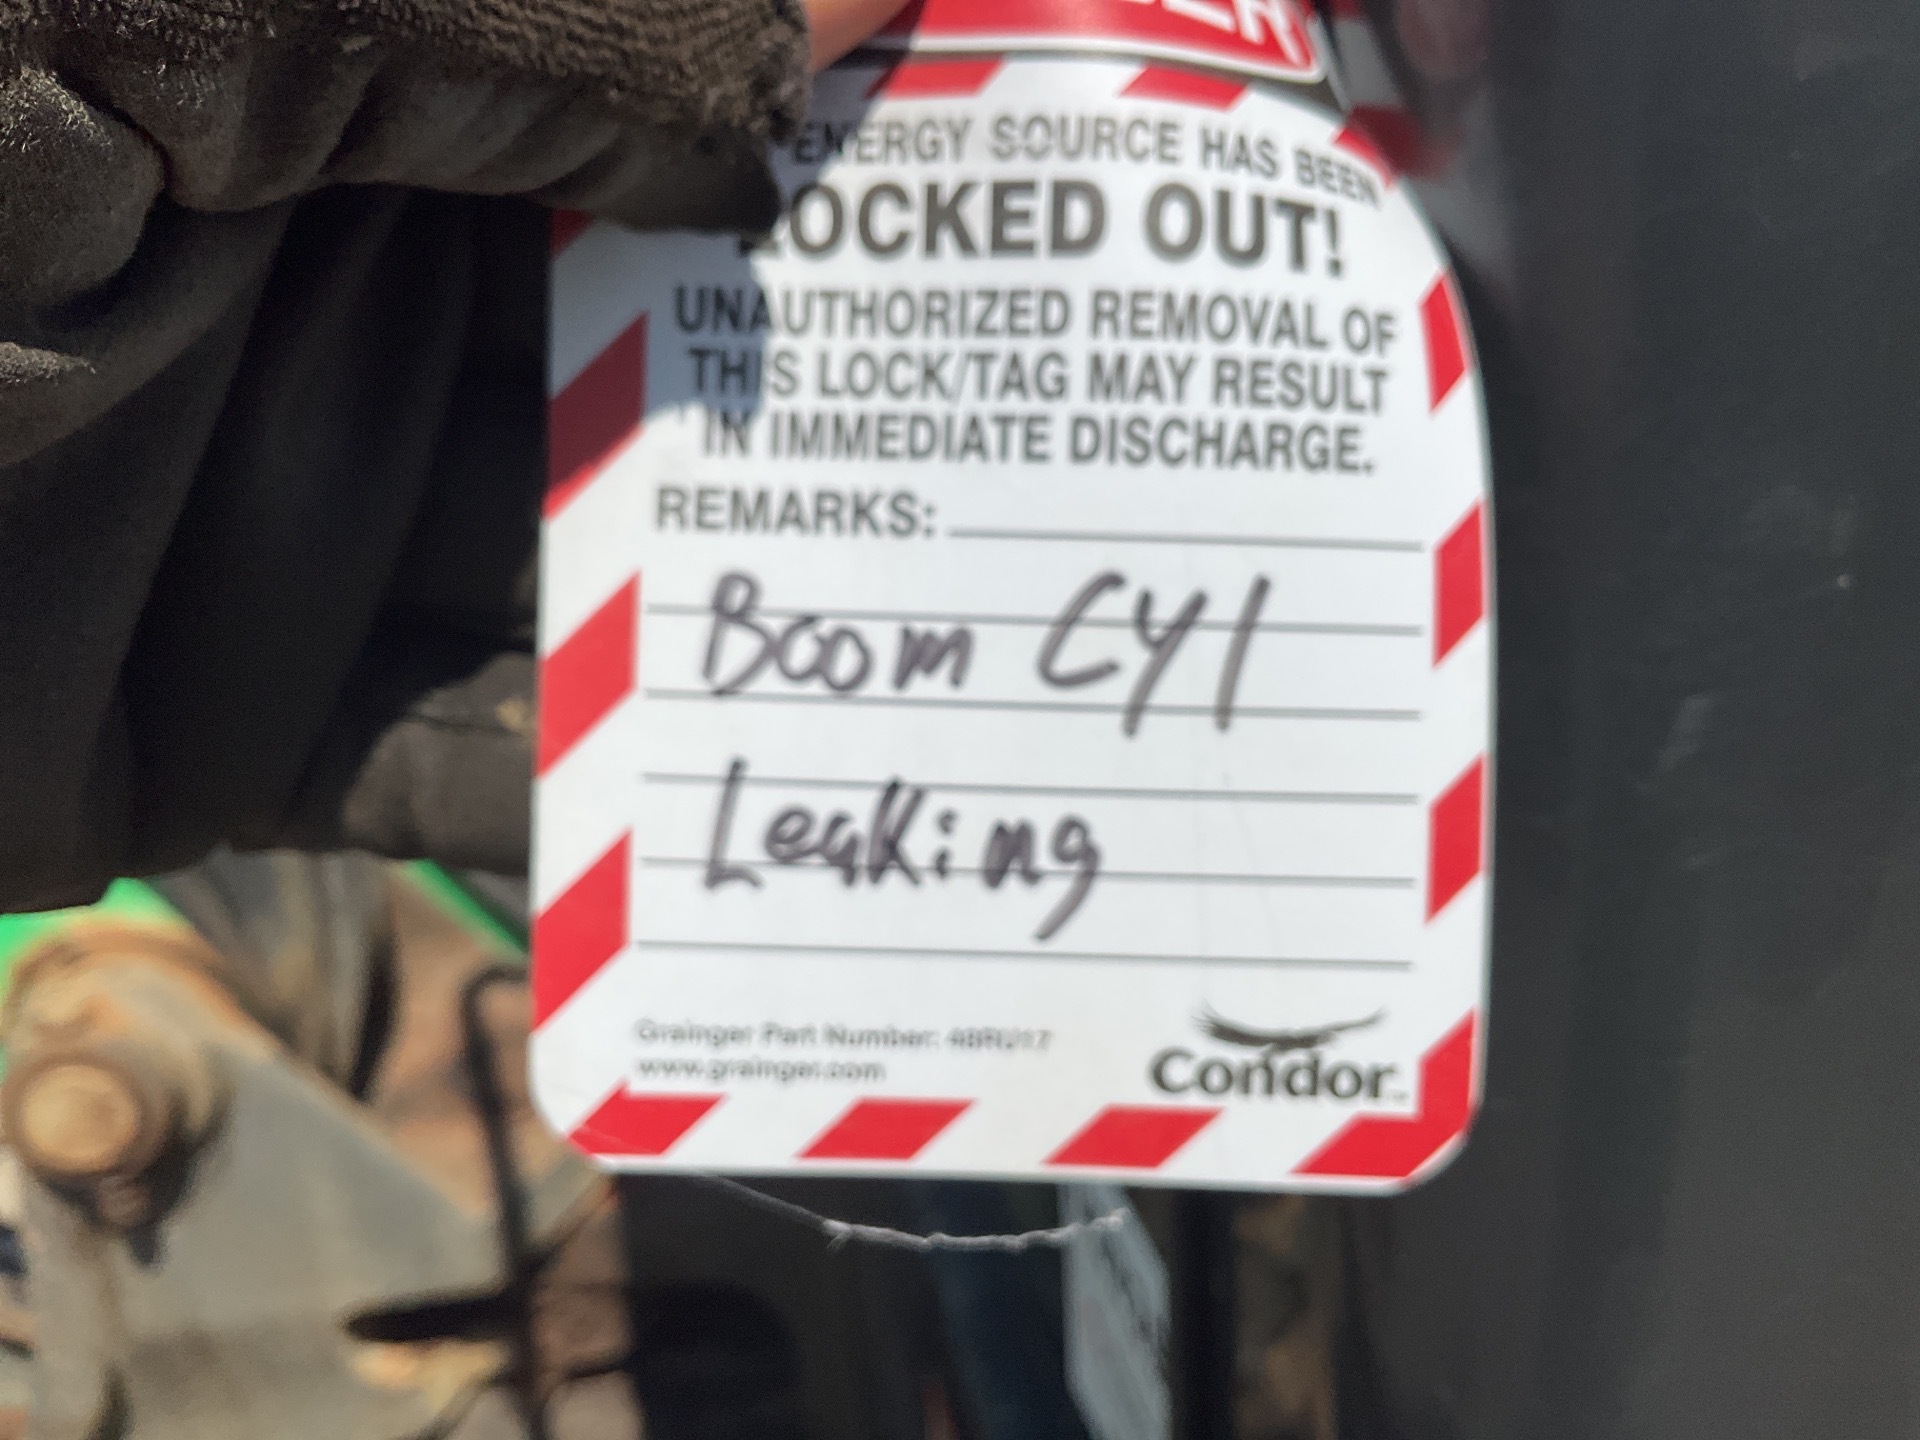 ENERGY SOURCE HAS BEEN
LOCKED OUT!
UNAUTHORIZED REMOVAL OF
THIS LOCK/TAG MAY RESULT
IN IMMEDIATE DISCHARGE.
REMARKS:
Boom Cyl
Leaking
Grainger Part Number:
www.grainger.com
Condor